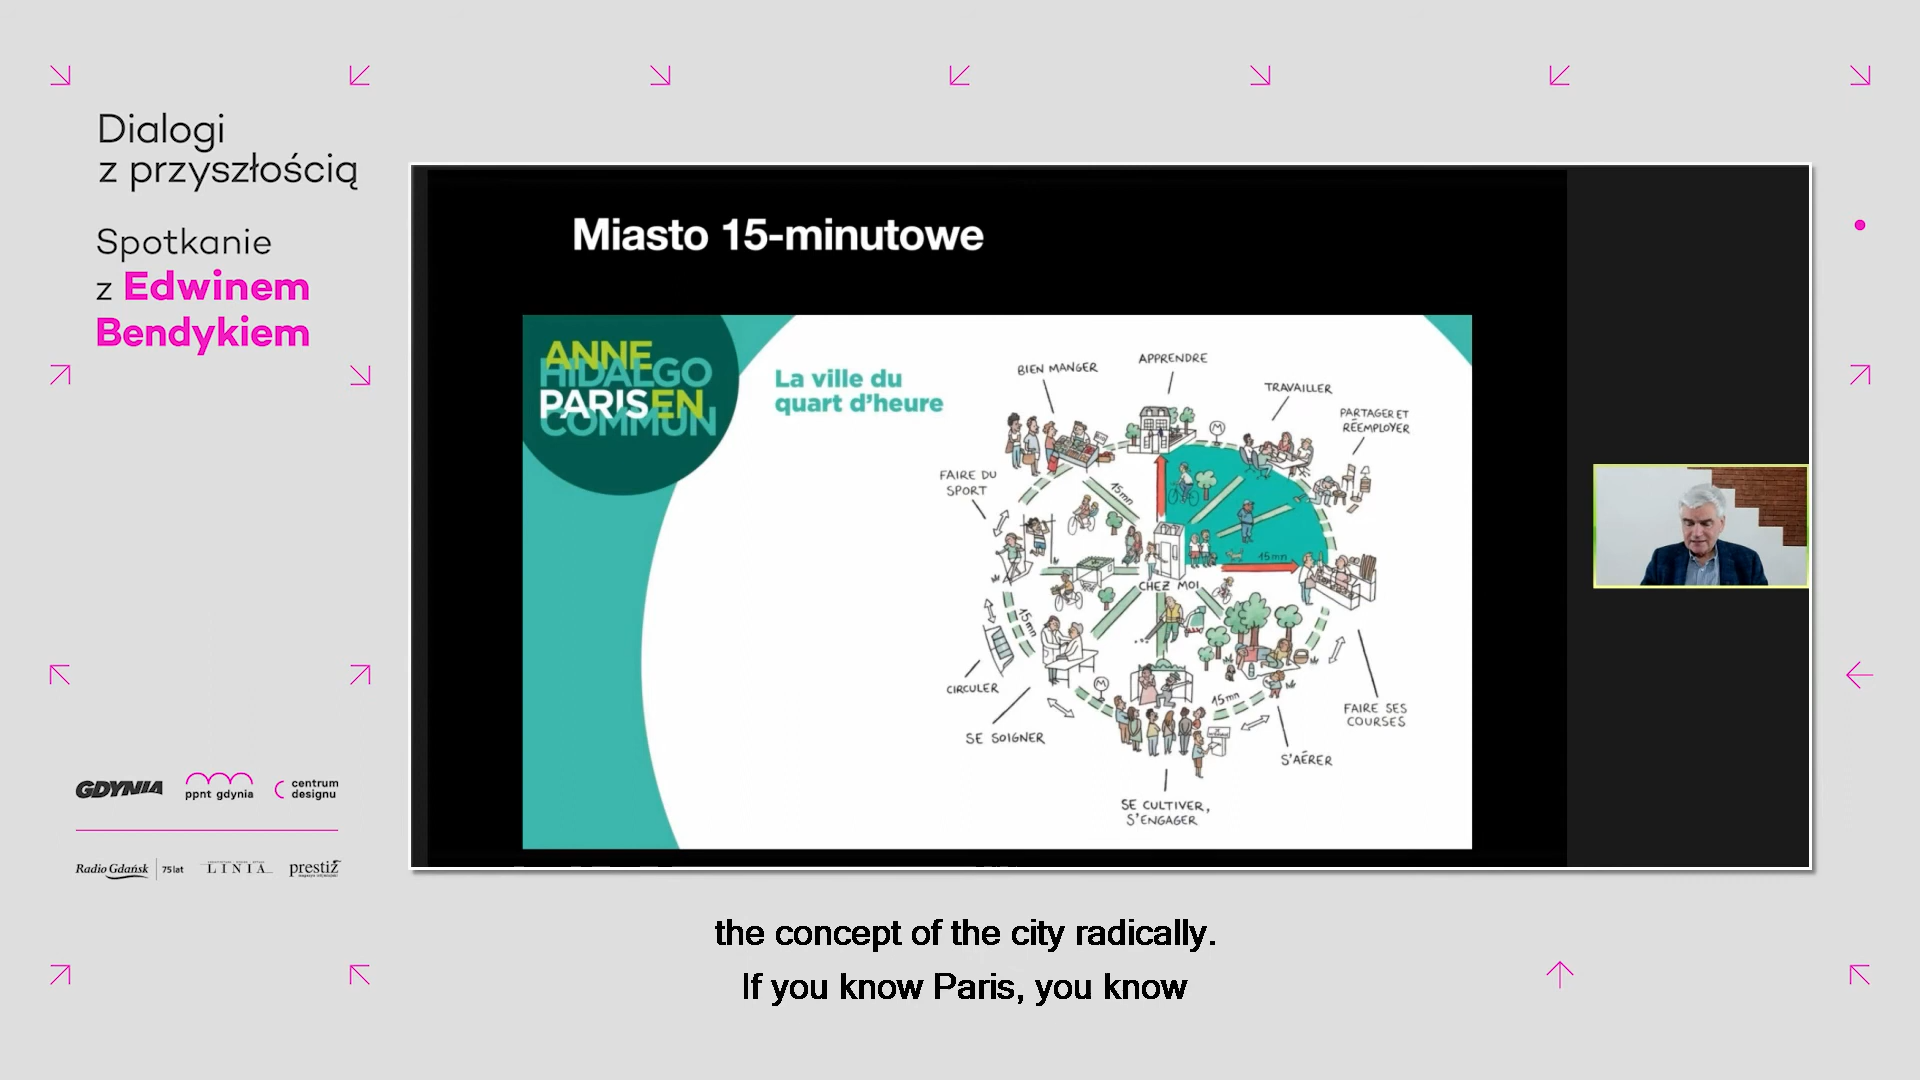 Dialogi
z przyszłością
Spotkanie
z Edwinem
Bendykiem
Miasto 15-minutowe
ANNE
HIDALGO
PARIS EN
COMMUN
La ville du
quart d'heure
BIEN MANGER
APPRENDRE
TRAVAILLER
PARTAGER ET
RÉEMPLOYER
FAIRE DU
SPORT
M
15mn
15mn
CHEZ MOI
15mn
CIRCULER
SE SOIGNER
M
15mn
FAIRE SES
COURSES
S'AÉRER
SE CULTIVER,
S'ENGAGER
GDYNIA
ppnt gdynia
centrum
designu
Radio Gdańsk 75 lat
LINIA
prestiż
the concept of the city radically.
If you know Paris, you know